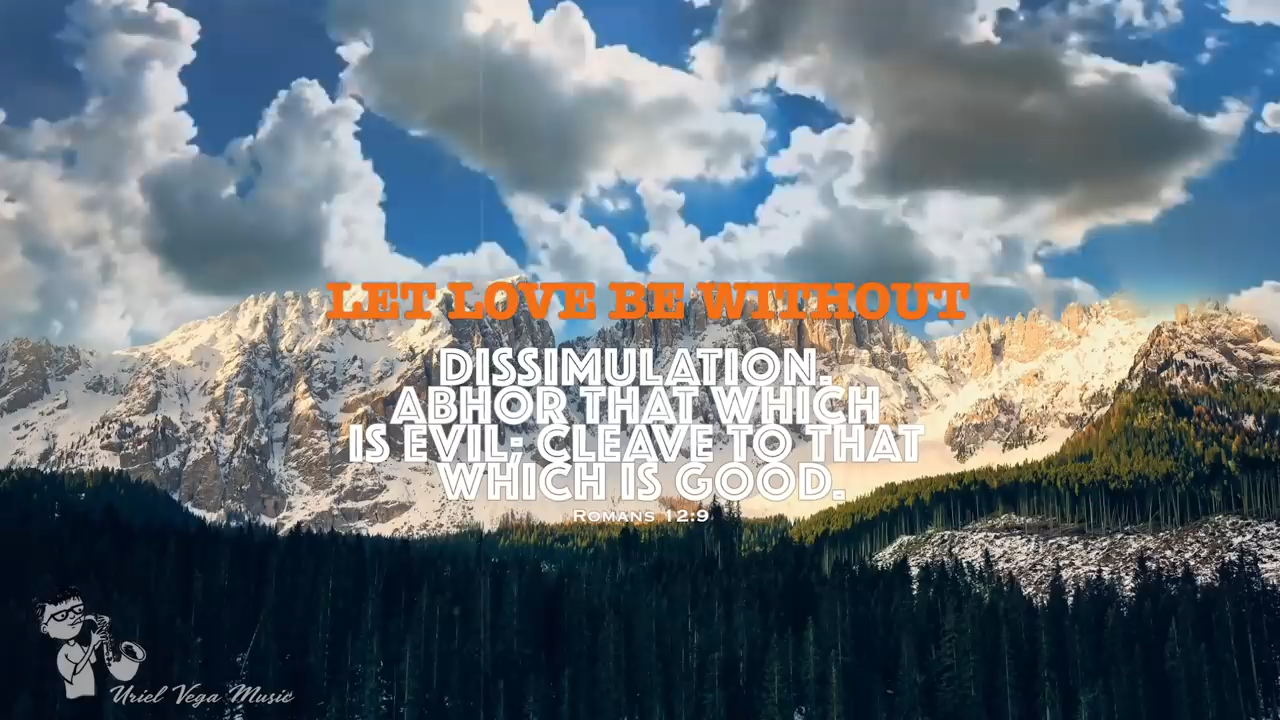 LET LOVE BE WITHOUT
DISSIMULATION.
ABHOR THAT WHICH
IS EVIL; CLEAVE TO THAT
WHICH IS GOOD.
Romans 12:9
Uriel Vega Music